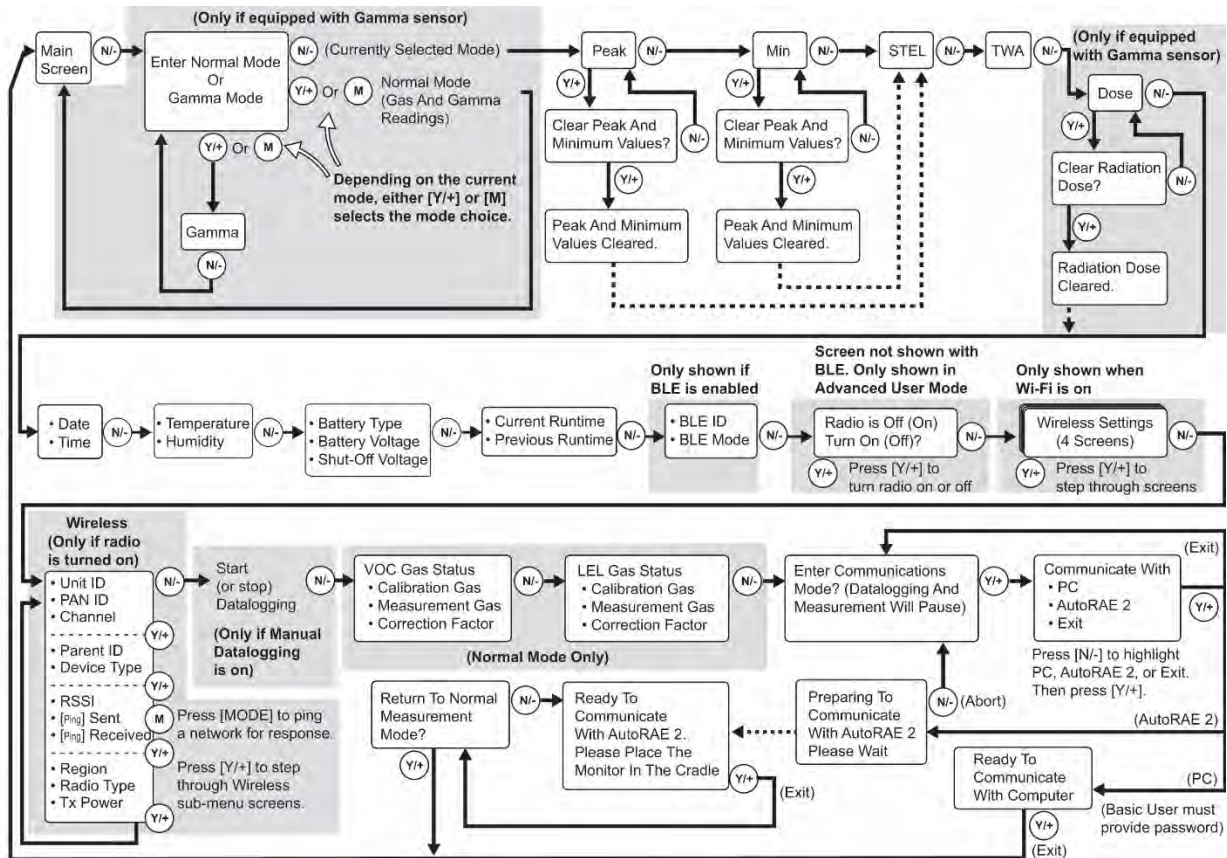 (Only if equipped with Gamma sensor)
Main
Screen
N/-
Enter Normal Mode
Or
Gamma Mode
N/-
(Currently Selected Mode)
Y/+
Or
M
Normal Mode
(Gas And Gamma
Readings)
Y/+
Or
M
Depending on the current
mode, either [Y/+] or [M]
selects the mode choice.
Gamma
N/-
Peak
N/-
Y/+
Clear Peak And
Minimum Values?
N/-
Y/+
Peak And Minimum
Values Cleared.
Min
N/-
Y/+
Clear Peak And
Minimum Values?
N/-
Y/+
Peak And Minimum
Values Cleared.
STEL
N/-
TWA
N/-
(Only if equipped
with Gamma sensor)
Dose
N/-
Y/+
Clear Radiation
Dose?
N/-
Y/+
Radiation Dose
Cleared.
• Date
• Time
N/-
• Temperature
• Humidity
N/-
• Battery Type
• Battery Voltage
• Shut-Off Voltage
N/-
• Current Runtime
• Previous Runtime
N/-
Only shown if
BLE is enabled
• BLE ID
• BLE Mode
N/-
Screen not shown with
BLE. Only shown in
Advanced User Mode
Radio is Off (On)
Turn On (Off)?
N/-
Y/+
Press [Y/+] to
turn radio on or off
Only shown when
Wi-Fi is on
Wireless Settings
(4 Screens)
N/-
Y/+
Press [Y/+] to
step through screens
Wireless
(Only if radio
is turned on)
• Unit ID
• PAN ID
• Channel
N/-
Y/+
• Parent ID
• Device Type
Y/+
• RSSI
• [Ping] Sent
• [Ping] Received
M
Press [MODE] to ping
a network for response.
Y/+
• Region
• Radio Type
• Tx Power
Y/+
Press [Y/+] to step
through Wireless
sub-menu screens.
Start
(or stop)
Datalogging
N/-
(Only if Manual
Datalogging
is on)
VOC Gas Status
• Calibration Gas
• Measurement Gas
• Correction Factor
N/-
LEL Gas Status
• Calibration Gas
• Measurement Gas
• Correction Factor
N/-
(Normal Mode Only)
Enter Communications
Mode? (Datalogging And
Measurement Will Pause)
Y/+
Communicate With
• PC
• AutoRAE 2
• Exit
(Exit)
Y/+
Press [N/-] to highlight
PC, AutoRAE 2, or Exit.
Then press [Y/+].
Return To Normal
Measurement
Mode?
N/-
Y/+
Ready To
Communicate
With AutoRAE 2.
Please Place The
Monitor In The Cradle
Y/+
(Exit)
Preparing To
Communicate
With AutoRAE 2
Please Wait
N/-
(Abort)
(AutoRAE 2)
Ready To
Communicate
With Computer
(PC)
(Basic User must
provide password)
Y/+
(Exit)